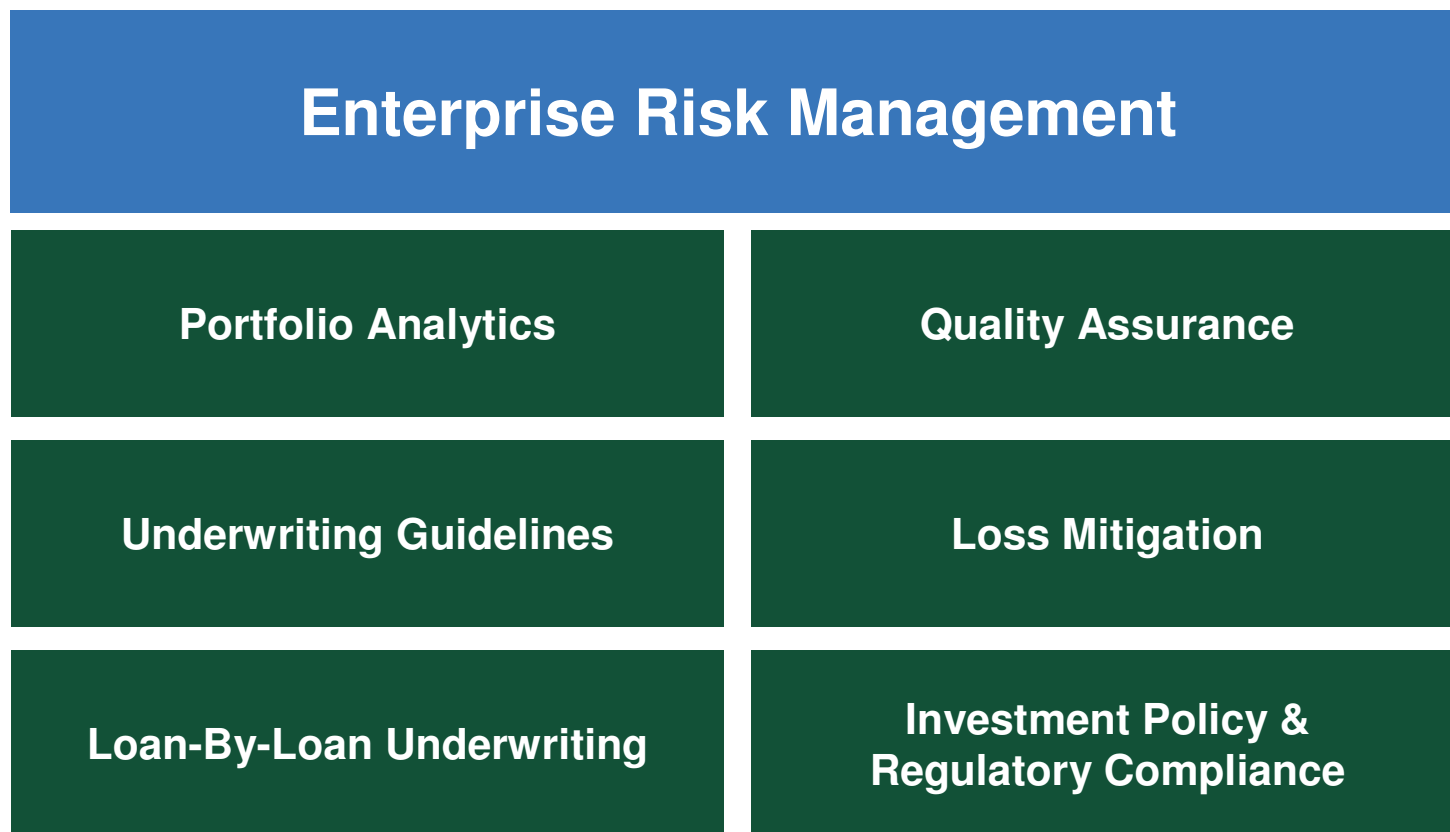 Enterprise Risk Management
Portfolio Analytics
Quality Assurance
Underwriting Guidelines
Loss Mitigation
Loan-By-Loan Underwriting
Investment Policy &
Regulatory Compliance